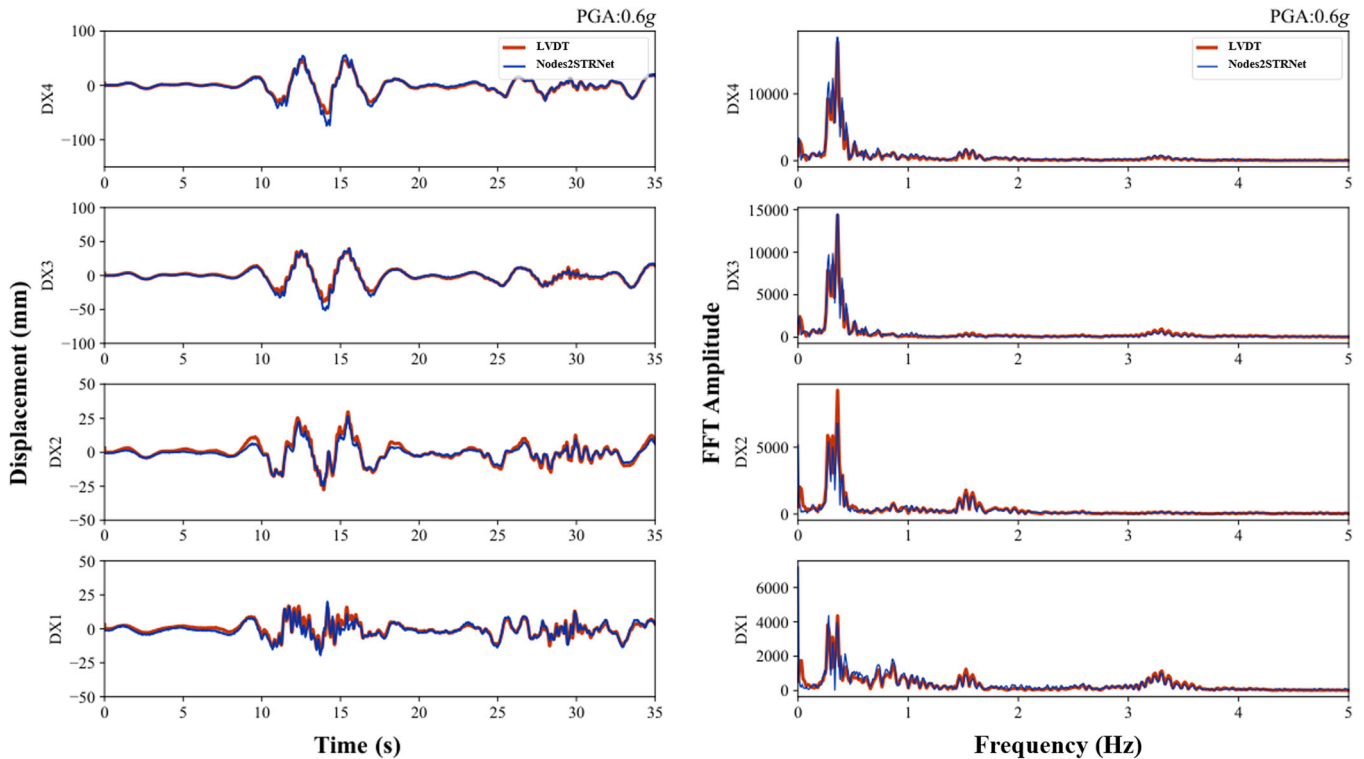 PGA:0.6g
LVDT
Nodes2STRNet
DX4
100
0
−100
0 5 10 15 20 25 30 35
DX3
100
50
0
−50
−100
0 5 10 15 20 25 30 35
DX2
50
25
0
−25
−50
0 5 10 15 20 25 30 35
DX1
50
25
0
−25
−50
0 5 10 15 20 25 30 35
Displacement (mm)
Time (s)
PGA:0.6g
LVDT
Nodes2STRNet
DX4
10000
0
0 1 2 3 4 5
DX3
15000
10000
5000
0
0 1 2 3 4 5
DX2
5000
0
0 1 2 3 4 5
DX1
6000
4000
2000
0
0 1 2 3 4 5
FFT Amplitude
Frequency (Hz)